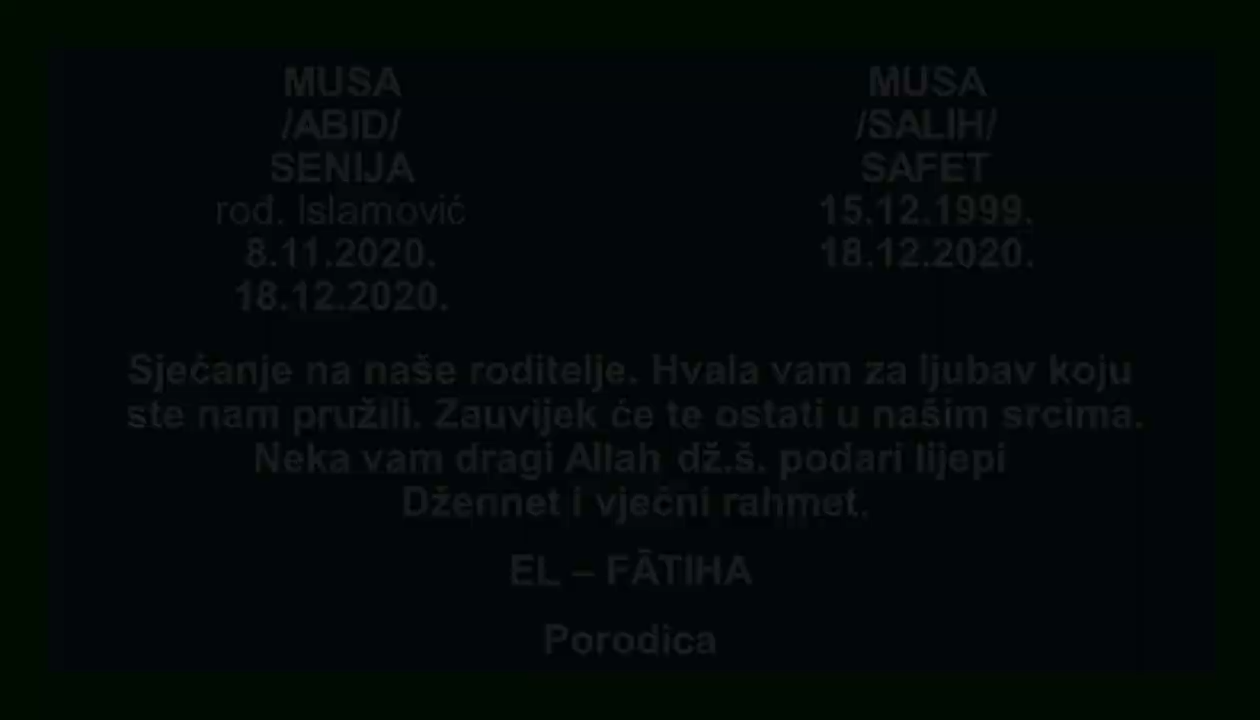 MUSA
/ABID/
SENIJA
rođ. Islamović
8.11.2020.
18.12.2020.
MUSA
/SALIH/
SAFET
15.12.1999.
18.12.2020.
Sjećanje na naše roditelje. Hvala vam za ljubav koju
ste nam pružili. Zauvijek će te ostati u našim srcima.
Neka vam dragi Allah dž.š. podari lijepi
Džennet i vječni rahmet.
EL – FĀTIHA
Porodica